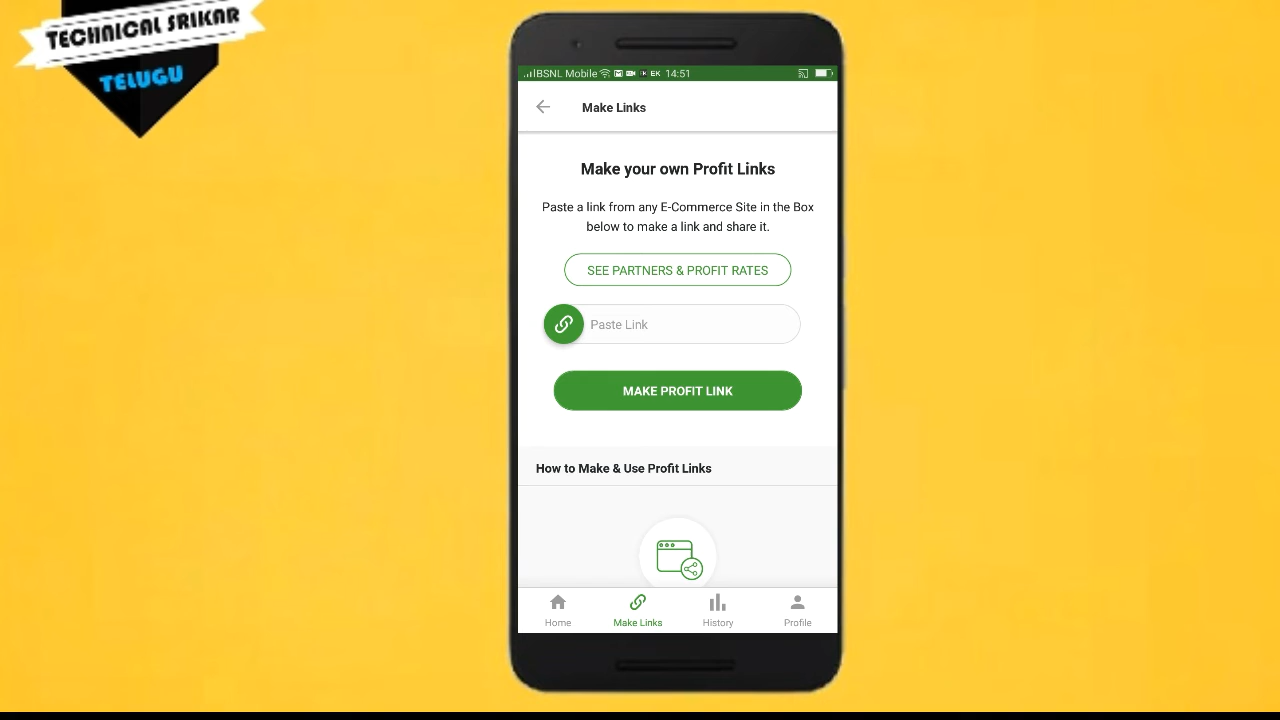 TECHNICAL SRIKAR
TELUGU
BSNL Mobile EK 14:51
Make Links
Make your own Profit Links
Paste a link from any E-Commerce Site in the Box
below to make a link and share it.
SEE PARTNERS & PROFIT RATES
Paste Link
MAKE PROFIT LINK
How to Make & Use Profit Links
Home
Make Links
History
Profile